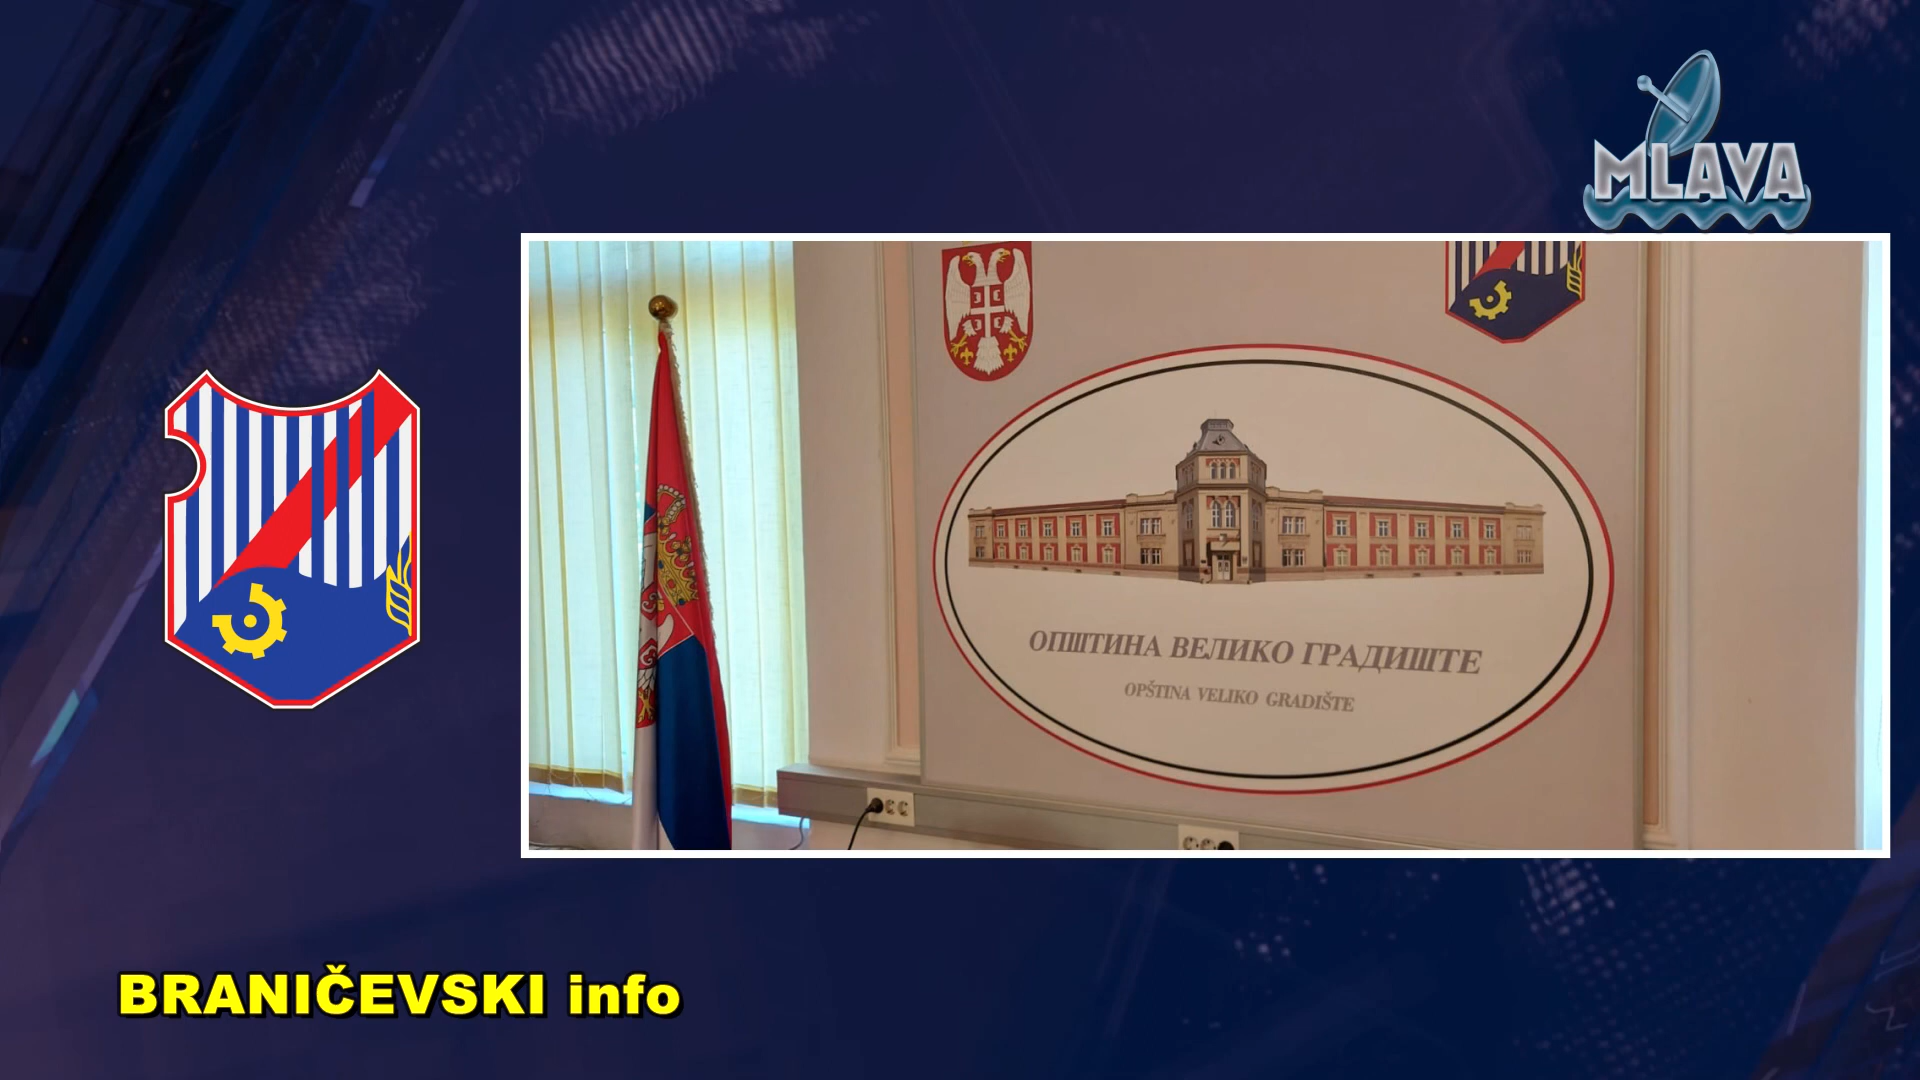 MLAVA
ОПШТИНА ВЕЛИКО ГРАДИШТЕ
OPŠTINA VELIKO GRADIŠTE
BRANIČEVSKI info